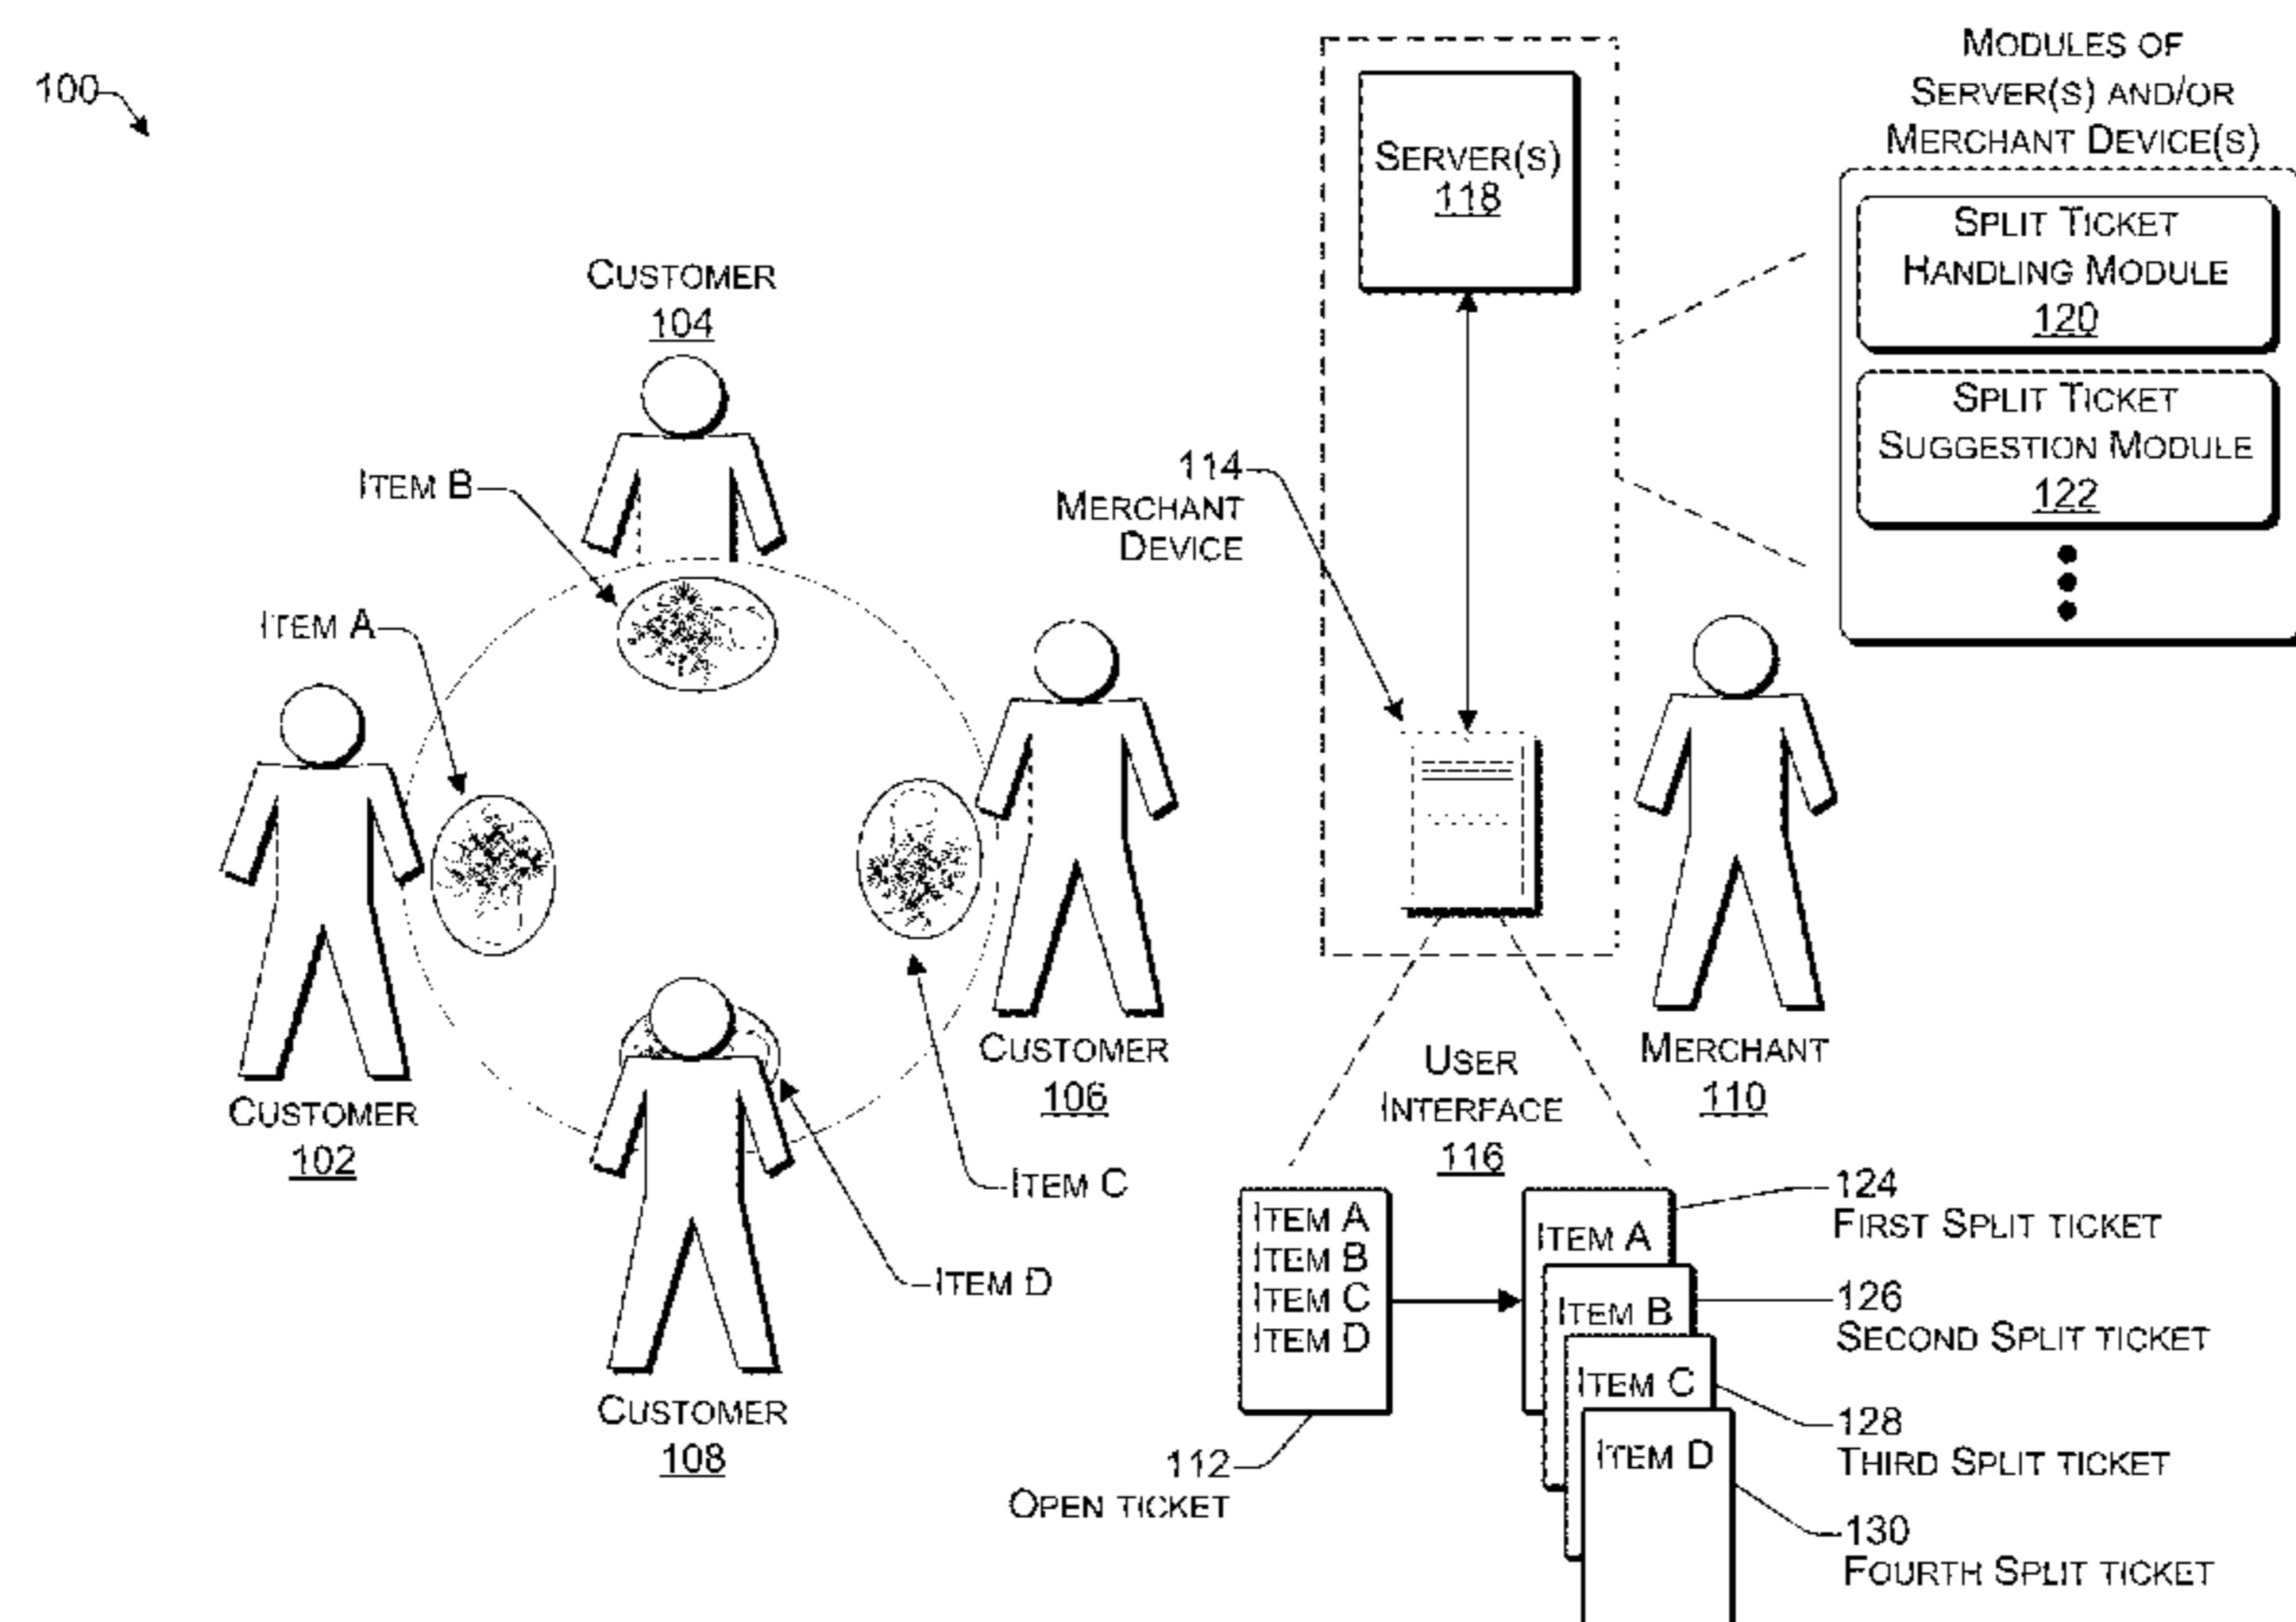 100
MODULES OF
SERVER(S) AND/OR
MERCHANT DEVICE(S)
SERVER(S)
118
SPLIT TICKET
HANDLING MODULE
120
SPLIT TICKET
SUGGESTION MODULE
122
CUSTOMER
104
ITEM B
ITEM A
114
MERCHANT
DEVICE
CUSTOMER
102
CUSTOMER
106
ITEM C
ITEM D
CUSTOMER
108
USER
INTERFACE
116
MERCHANT
110
ITEM A
ITEM B
ITEM C
ITEM D
112
OPEN TICKET
ITEM A
ITEM B
ITEM C
ITEM D
124
FIRST SPLIT TICKET
126
SECOND SPLIT TICKET
128
THIRD SPLIT TICKET
130
FOURTH SPLIT TICKET